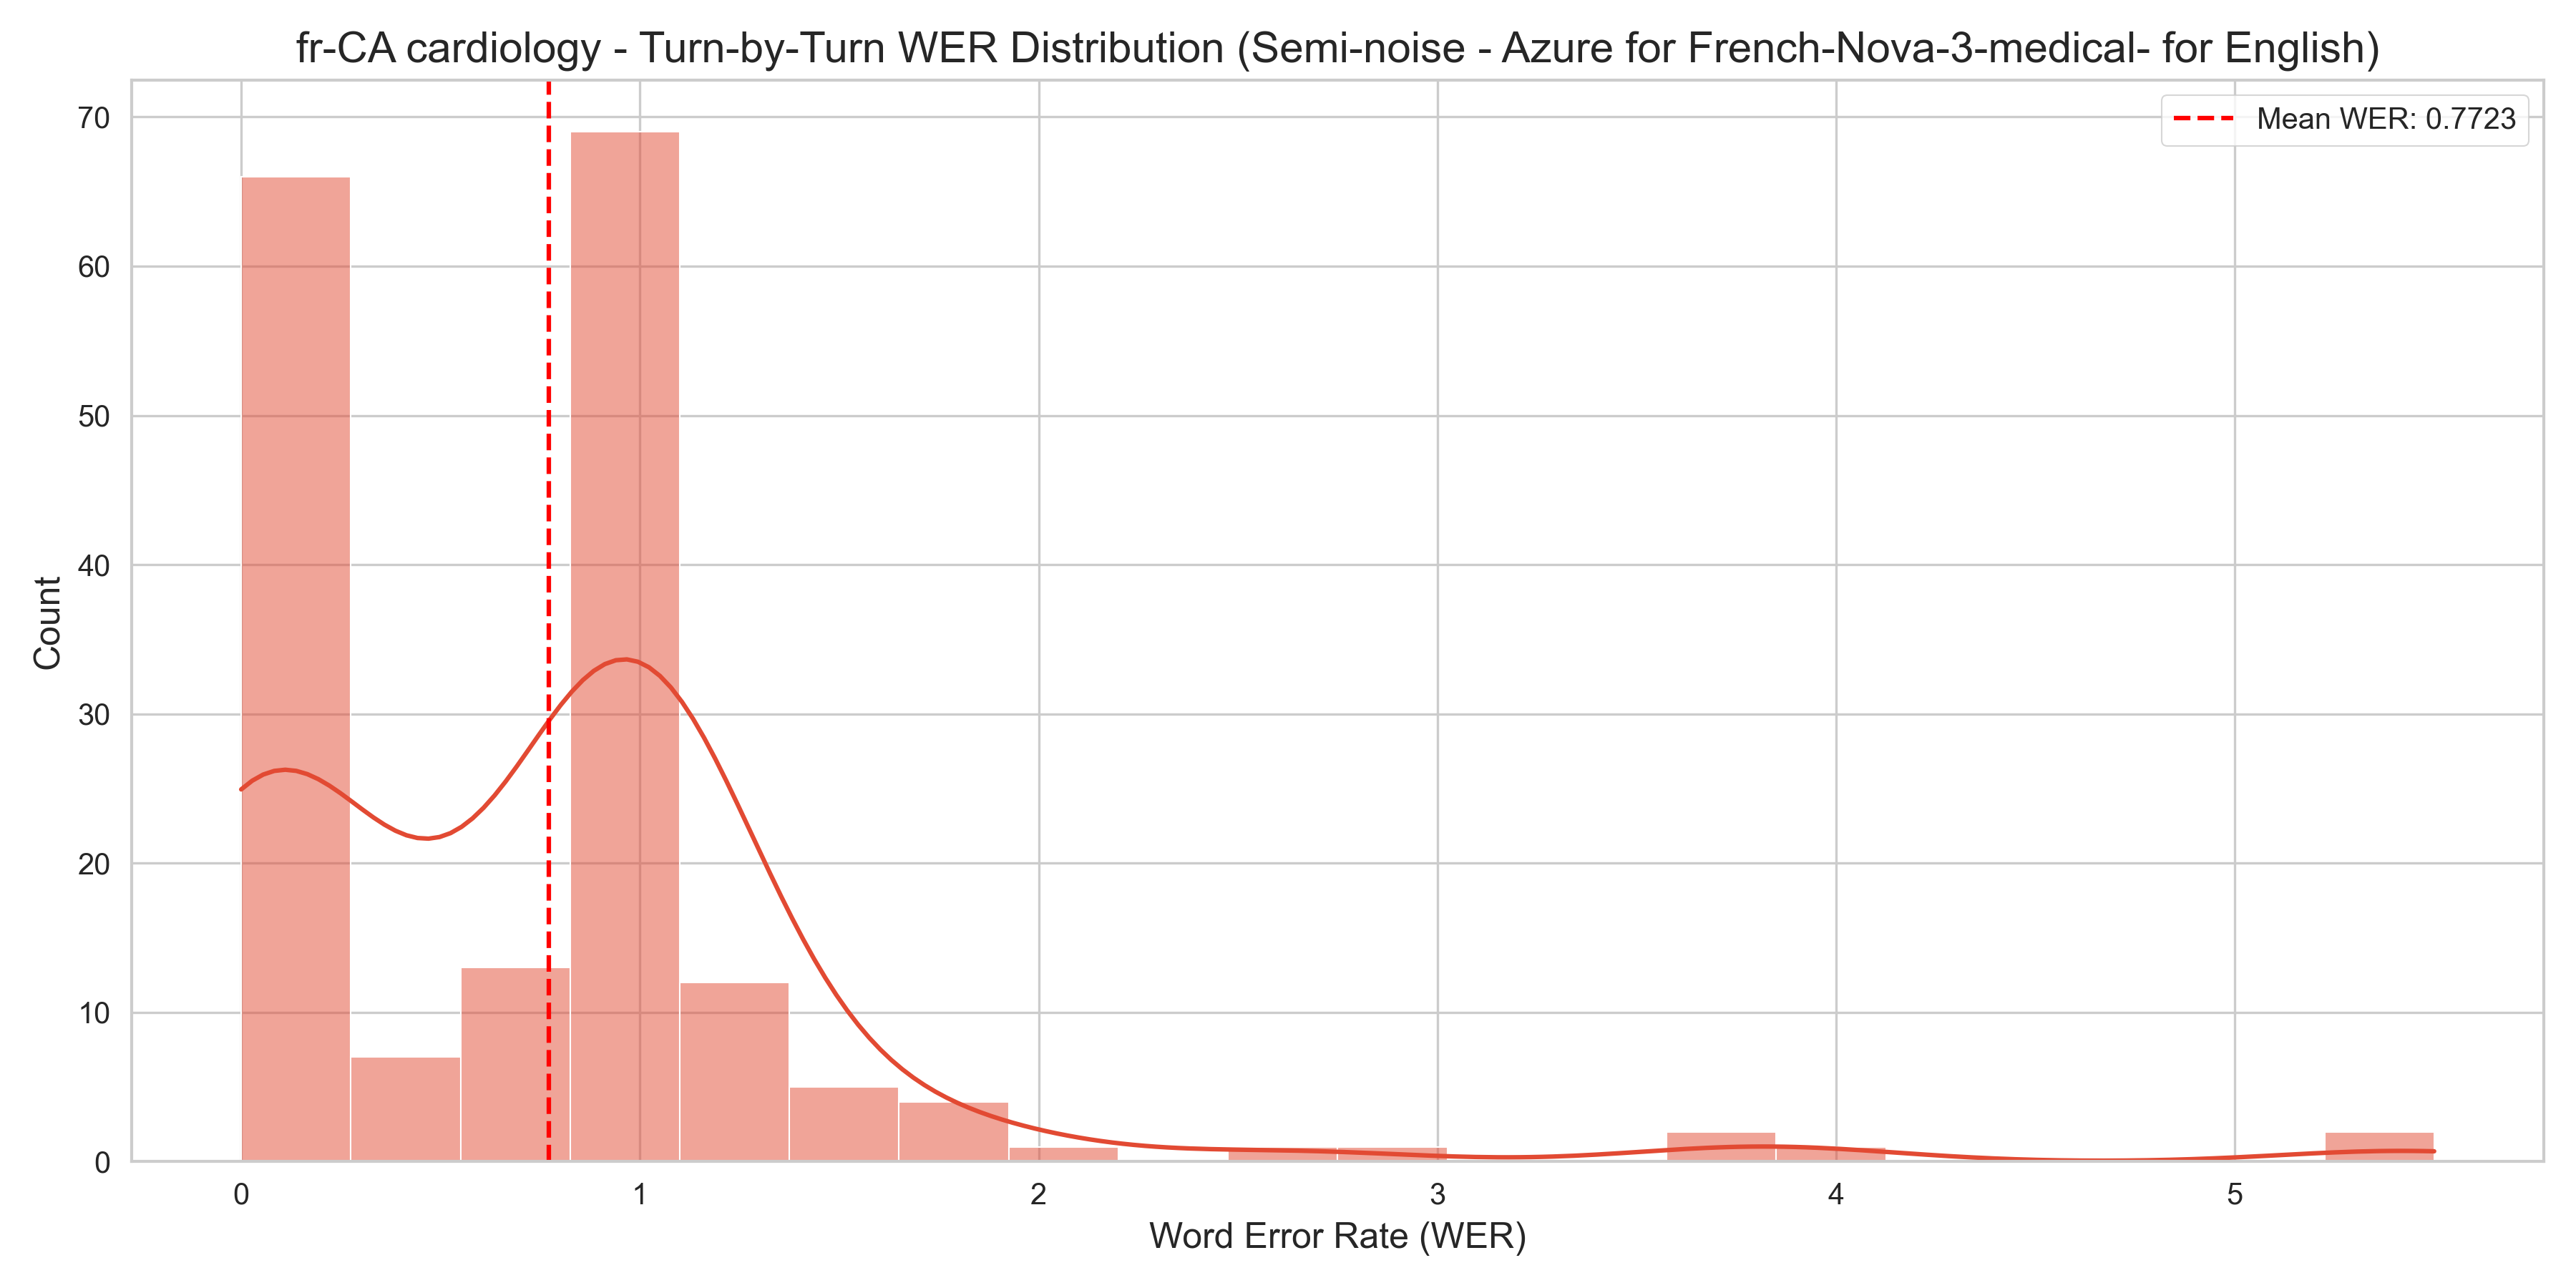 fr-CA cardiology - Turn-by-Turn WER Distribution (Semi-noise - Azure for French-Nova-3-medical- for English)
Mean WER: 0.7723
70
60
50
40
30
20
10
0
Count
0 1 2 3 4 5
Word Error Rate (WER)